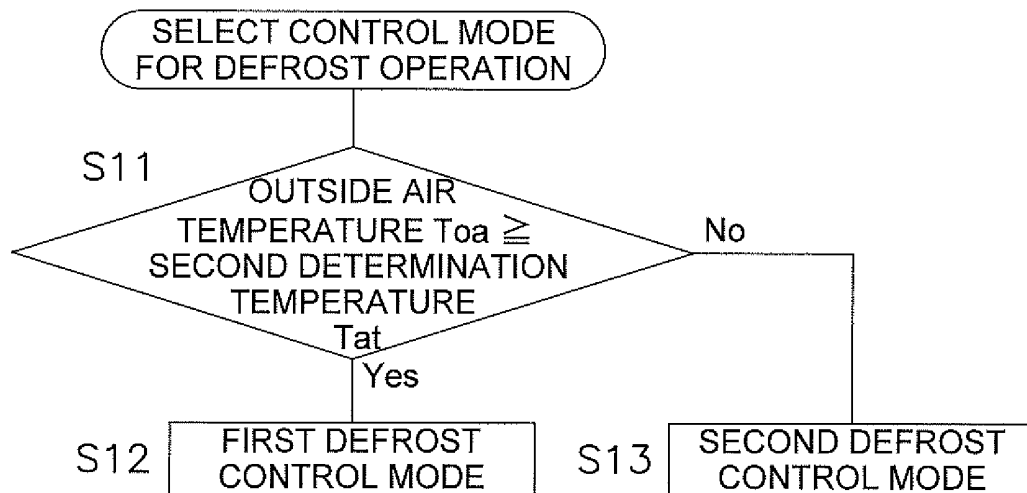 SELECT CONTROL MODE
FOR DEFROST OPERATION
S11
OUTSIDE AIR
TEMPERATURE Toa ≧
SECOND DETERMINATION
TEMPERATURE
Tat
No
Yes
S12
FIRST DEFROST
CONTROL MODE
S13
SECOND DEFROST
CONTROL MODE